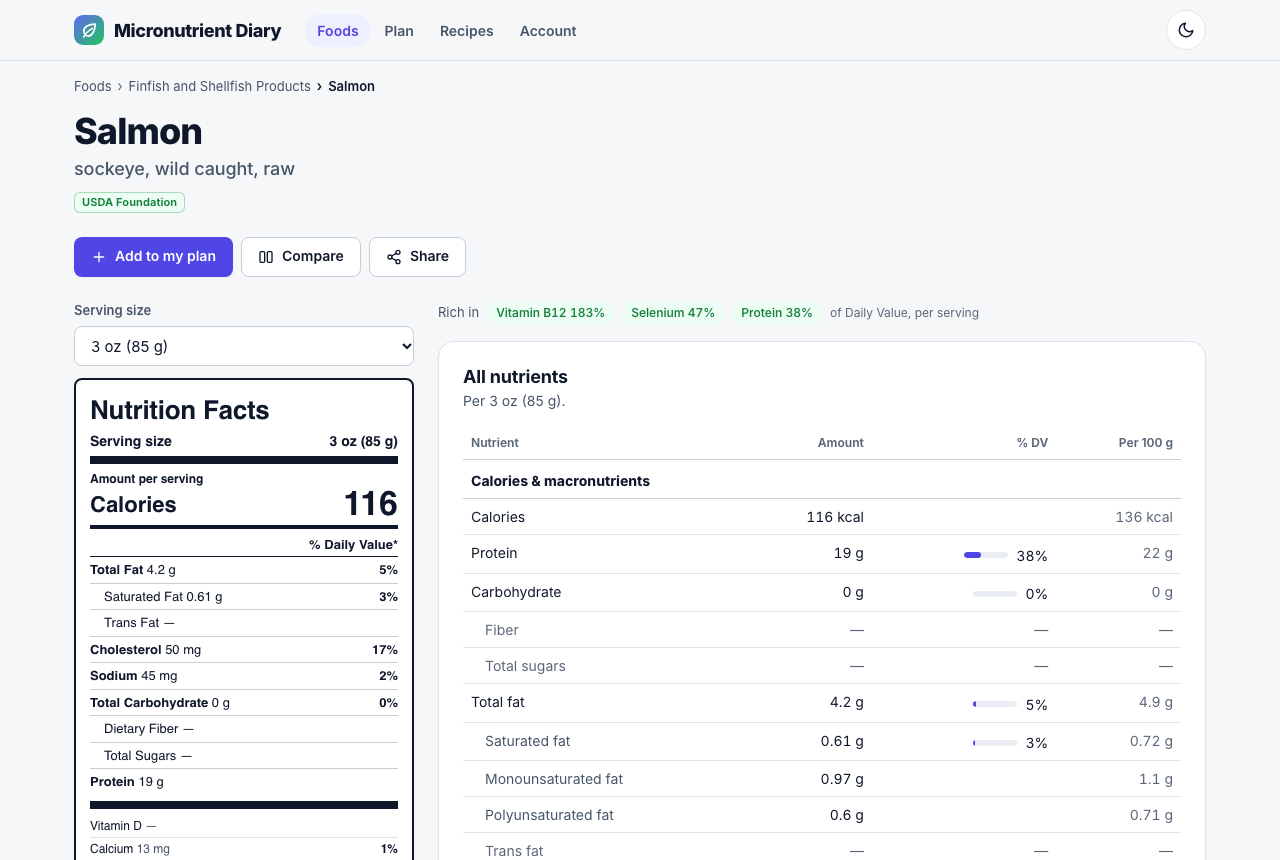 Micronutrient Diary
Foods
Plan
Recipes
Account
Foods › Finfish and Shellfish Products › Salmon
Salmon
sockeye, wild caught, raw
USDA Foundation
Add to my plan
Compare
Share
Serving size
3 oz (85 g)
Nutrition Facts
Serving size 3 oz (85 g)
Amount per serving
Calories 116
% Daily Value*
Total Fat 4.2 g 5%
Saturated Fat 0.61 g 3%
Trans Fat —
Cholesterol 50 mg 17%
Sodium 45 mg 2%
Total Carbohydrate 0 g 0%
Dietary Fiber —
Total Sugars —
Protein 19 g
Vitamin D —
Calcium 13 mg 1%
Rich in Vitamin B12 183% Selenium 47% Protein 38% of Daily Value, per serving
All nutrients
Per 3 oz (85 g).
Nutrient Amount % DV Per 100 g
Calories & macronutrients
Calories 116 kcal 136 kcal
Protein 19 g 38% 22 g
Carbohydrate 0 g 0% 0 g
Fiber — — —
Total sugars — — —
Total fat 4.2 g 5% 4.9 g
Saturated fat 0.61 g 3% 0.72 g
Monounsaturated fat 0.97 g 1.1 g
Polyunsaturated fat 0.6 g 0.71 g
Trans fat — — —